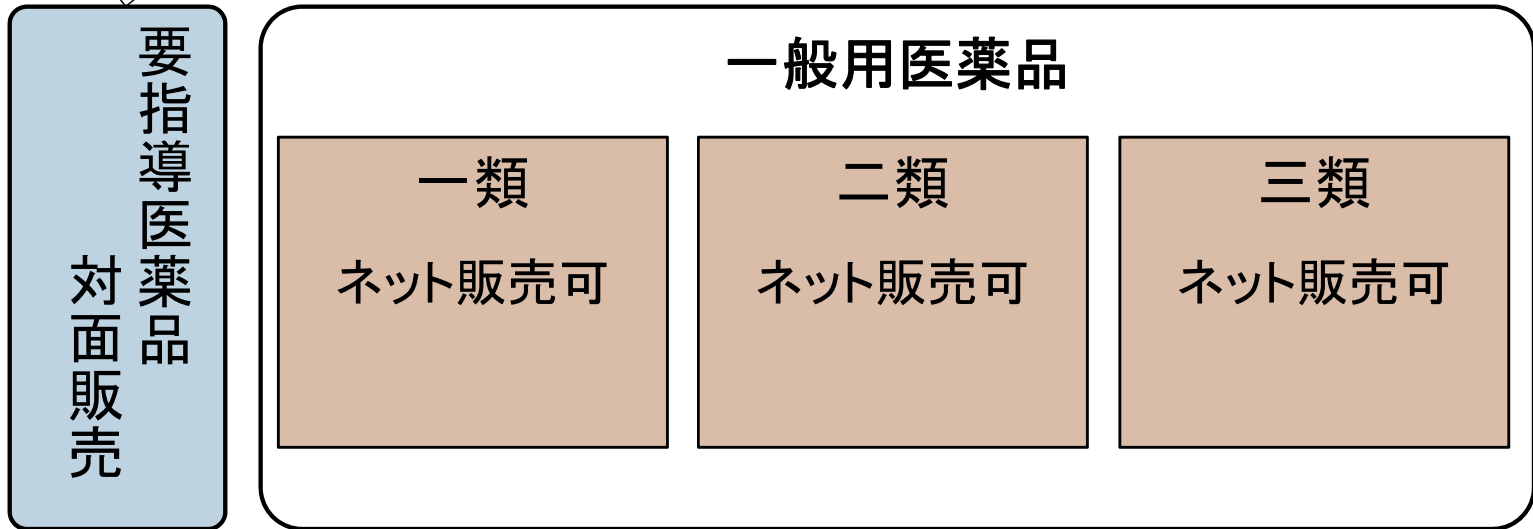 要指導医薬品
対面販売
一般用医薬品
一類
ネット販売可
二類
ネット販売可
三類
ネット販売可